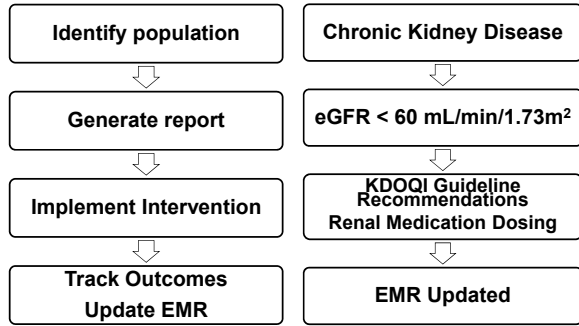 Identify population
Generate report
Implement Intervention
Track Outcomes
Update EMR
Chronic Kidney Disease
eGFR < 60 mL/min/1.73m²
KDOQI Guideline
Recommendations
Renal Medication Dosing
EMR Updated